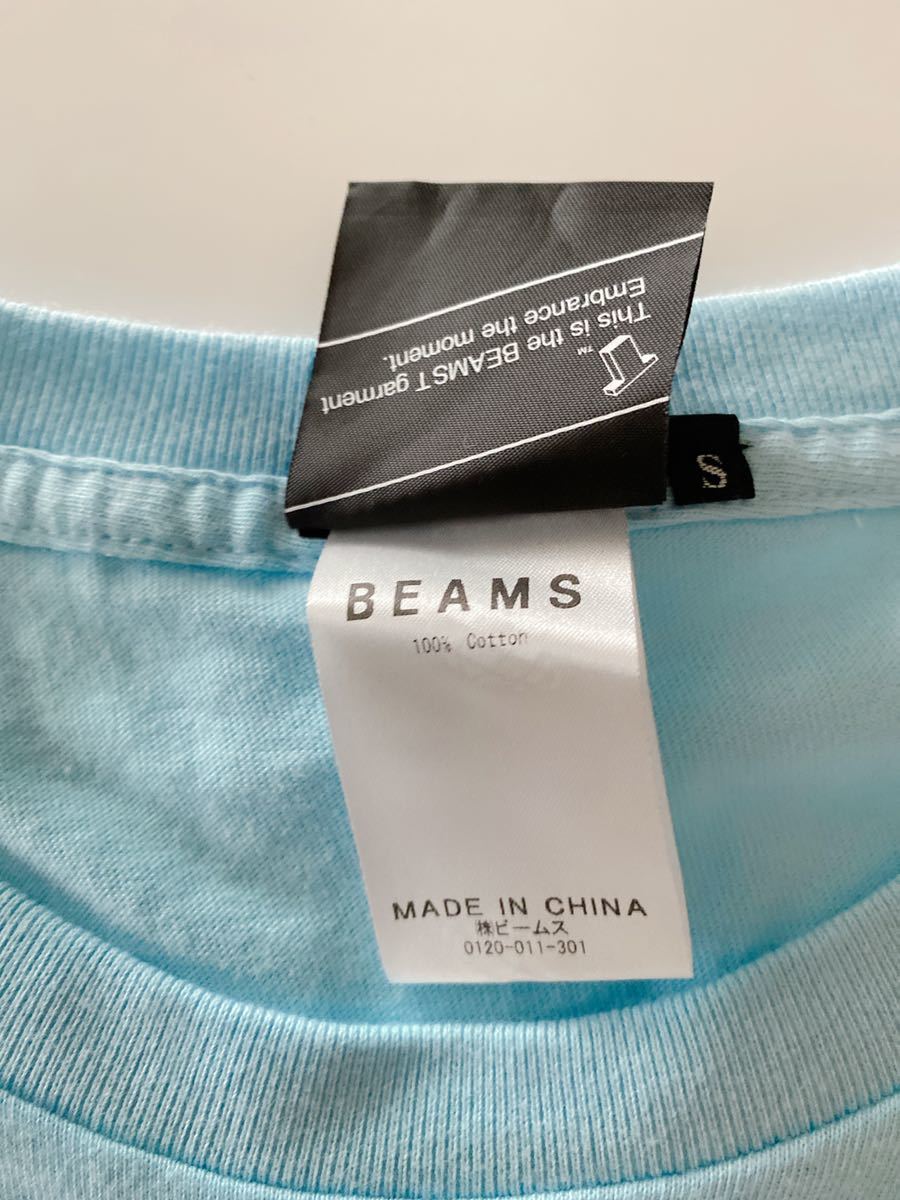 This is the BEAMS T garment
Embrance the moment.
TM
S
BEAMS
100% Cotton
MADE IN CHINA
㈱ビームス
0120-011-301